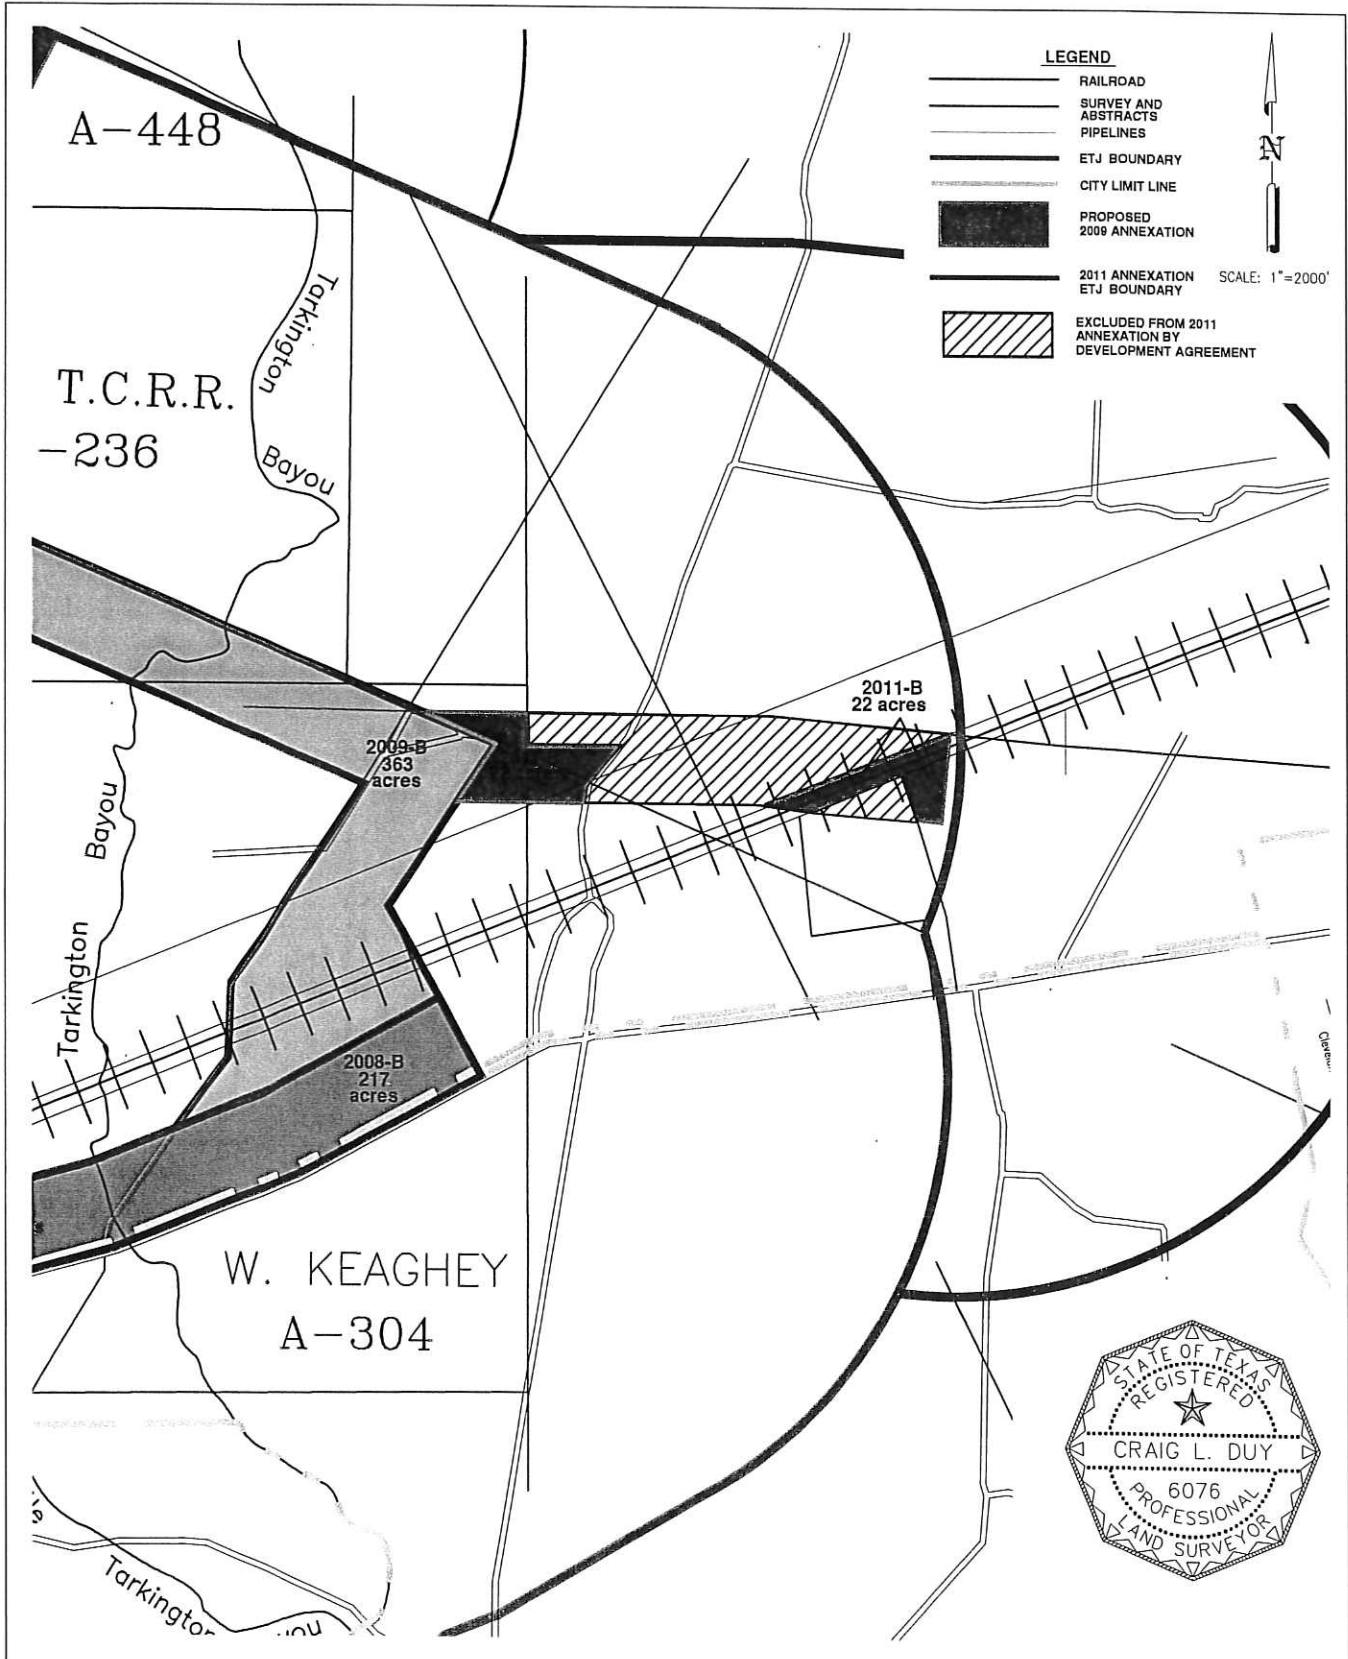 LEGEND
RAILROAD
SURVEY AND
ABSTRACTS
PIPELINES
ETJ BOUNDARY
CITY LIMIT LINE
PROPOSED
2009 ANNEXATION
2011 ANNEXATION
ETJ BOUNDARY
EXCLUDED FROM 2011
ANNEXATION BY
DEVELOPMENT AGREEMENT
N
SCALE: 1"=2000'
A-448
Tarkington
Bayou
T.C.R.R.
-236
2011-B
22 acres
2009-B
363
acres
Bayou
Tarkington
2008-B
217
acres
W. KEAGHEY
A-304
Tarkington
STATE OF TEXAS
REGISTERED
CRAIG L. DUY
6076
PROFESSIONAL
LAND SURVEYOR